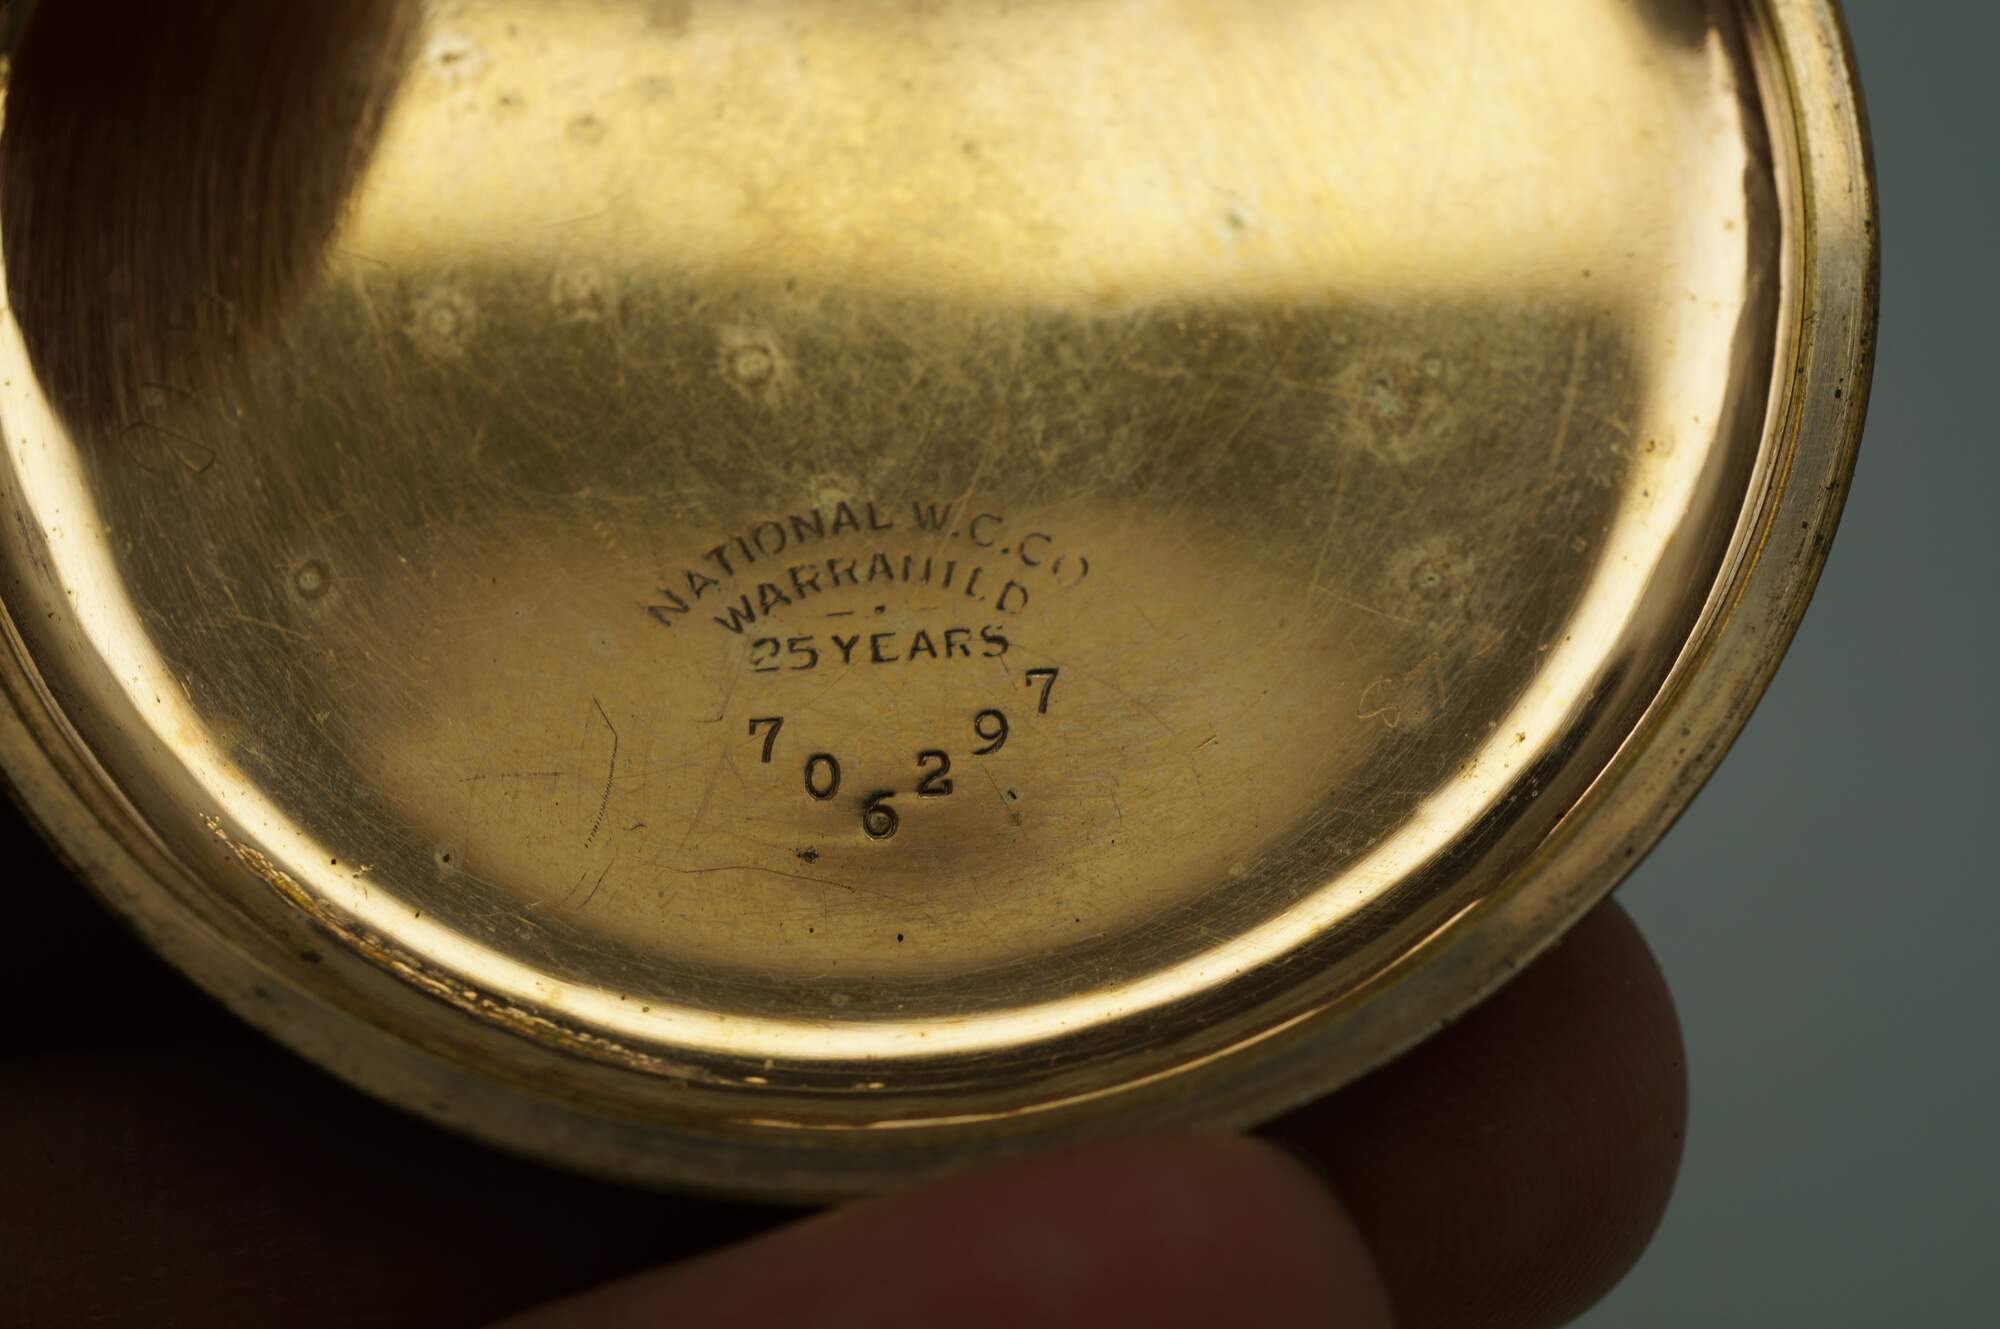 NATIONAL W.C.CO
WARRANTED
25 YEARS
706297